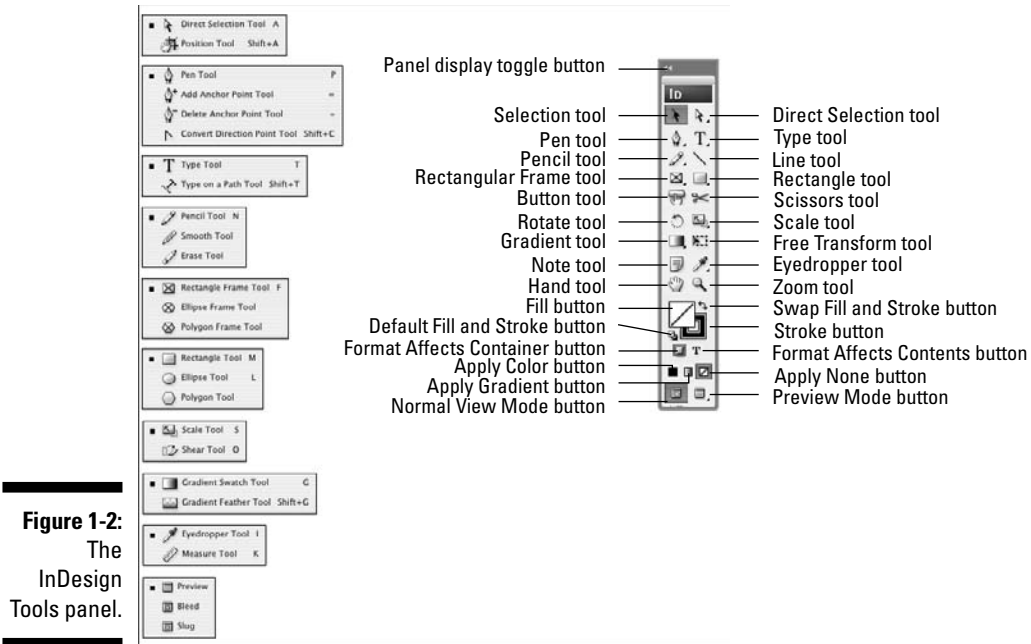 Direct Selection Tool A
Position Tool Shift+A
Pen Tool P
Add Anchor Point Tool =
Delete Anchor Point Tool -
Convert Direction Point Tool Shift+C
Type Tool T
Type on a Path Tool Shift+T
Pencil Tool N
Smooth Tool
Erase Tool
Rectangle Frame Tool F
Ellipse Frame Tool
Polygon Frame Tool
Rectangle Tool M
Ellipse Tool L
Polygon Tool
Scale Tool S
Shear Tool O
Gradient Swatch Tool G
Gradient Feather Tool Shift+G
Eyedropper Tool I
Measure Tool K
Preview
Bleed
Slug
Figure 1-2:
The
InDesign
Tools panel.
Panel display toggle button
ID
Selection tool
Pen tool
Pencil tool
Rectangular Frame tool
Button tool
Rotate tool
Gradient tool
Note tool
Hand tool
Fill button
Default Fill and Stroke button
Format Affects Container button
Apply Color button
Apply Gradient button
Normal View Mode button
Direct Selection tool
Type tool
Line tool
Rectangle tool
Scissors tool
Scale tool
Free Transform tool
Eyedropper tool
Zoom tool
Swap Fill and Stroke button
Stroke button
Format Affects Contents button
Apply None button
Preview Mode button